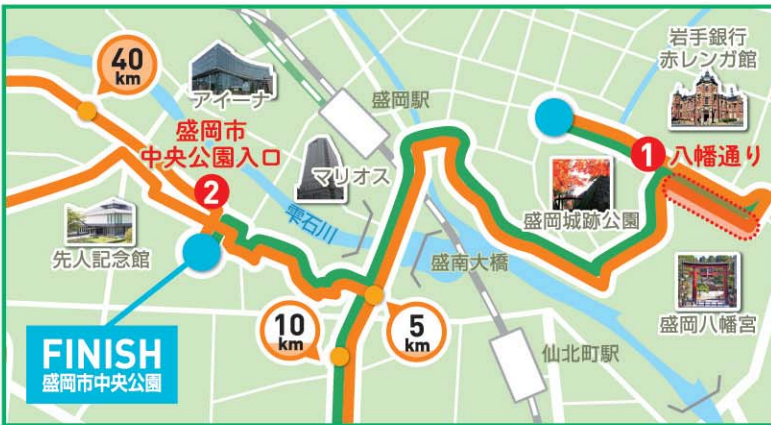 40
km
アイーナ
盛岡市
中央公園入口
2
マリオス
盛岡駅
岩手銀行
赤レンガ館
1 八幡通り
盛岡城跡公園
先人記念館
雫石川
盛南大橋
盛岡八幡宮
10
km
5
km
仙北町駅
FINISH
盛岡市中央公園